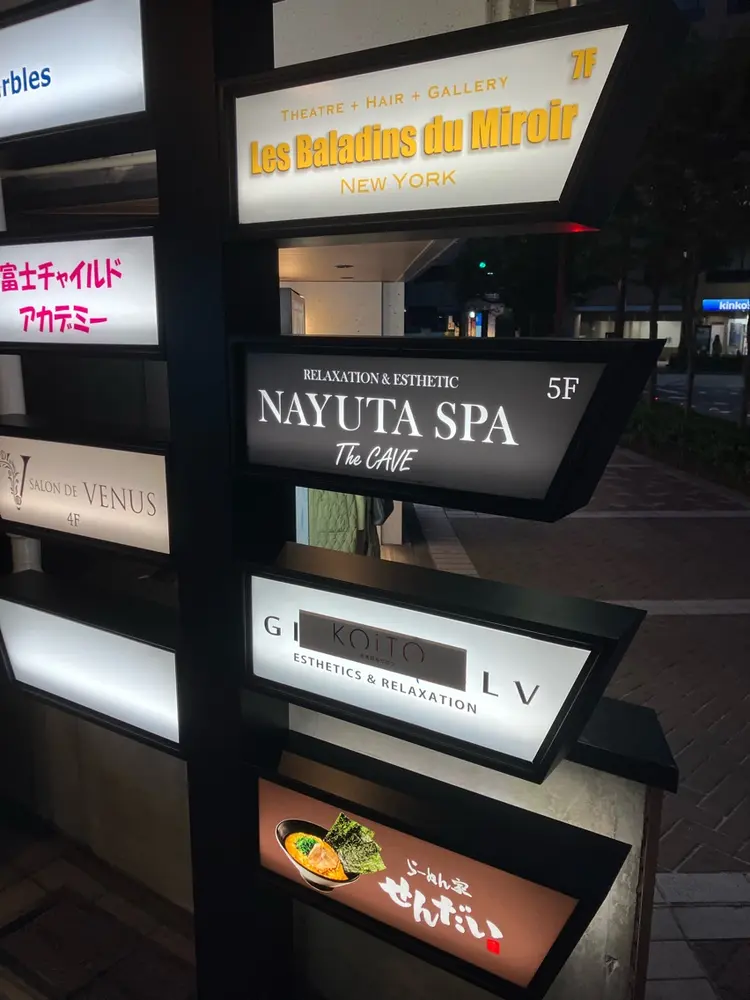 rbles
富士チャイルド
アカデミー
SALON DE VENUS
4F
7F
THEATRE + HAIR + GALLERY
Les Baladins du Miroir
NEW YORK
RELAXATION & ESTHETIC
5F
NAYUTA SPA
The CAVE
KOiTO
LV
ESTHETICS & RELAXATION
らーめん家
せんだい
kinko's